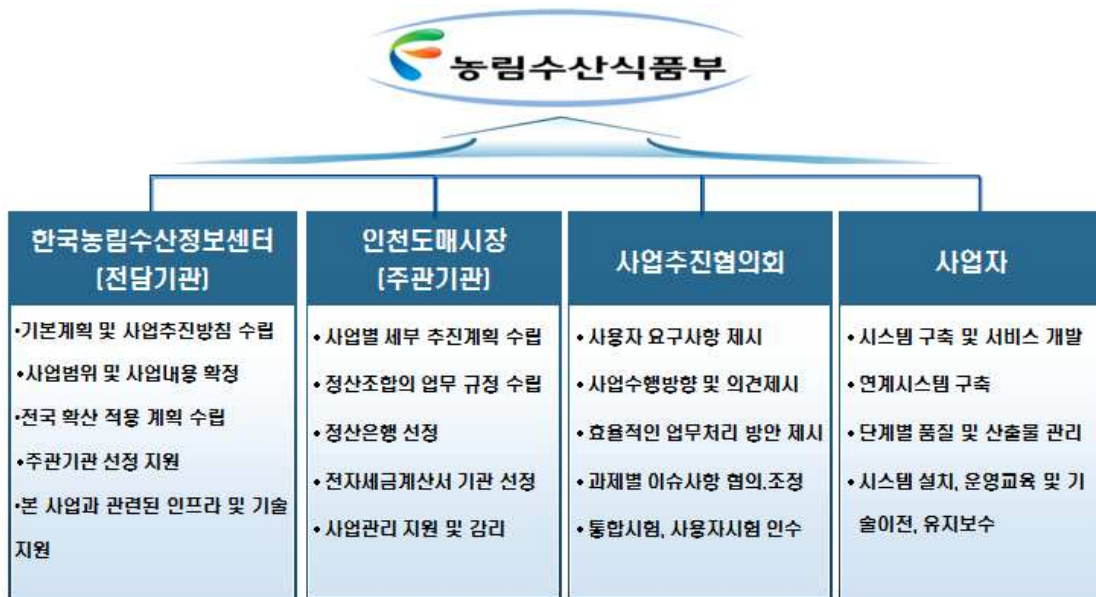 농림수산식품부
한국농림수산정보센터
[전담기관]
•기본계획 및 사업추진방침 수립
•사업범위 및 사업내용 확정
•전국 확산 적용 계획 수립
•주관기관 선정 지원
•본 사업과 관련된 인프라 및 기술
지원
인천도매시장
[주관기관]
• 사업별 세부 추진계획 수립
• 정산조합의 업무 규정 수립
• 정산은행 선정
• 전자세금계산서 기관 선정
• 사업관리 지원 및 감리
사업추진협의회
• 사용자 요구사항 제시
• 사업수행방향 및 의견제시
• 효율적인 업무처리 방안 제시
• 과제별 이슈사항 협의.조정
• 통합시험, 사용자시험 인수
사업자
• 시스템 구축 및 서비스 개발
• 연계시스템 구축
• 단계별 품질 및 산출물 관리
• 시스템 설치, 운영교육 및 기
술이전, 유지보수